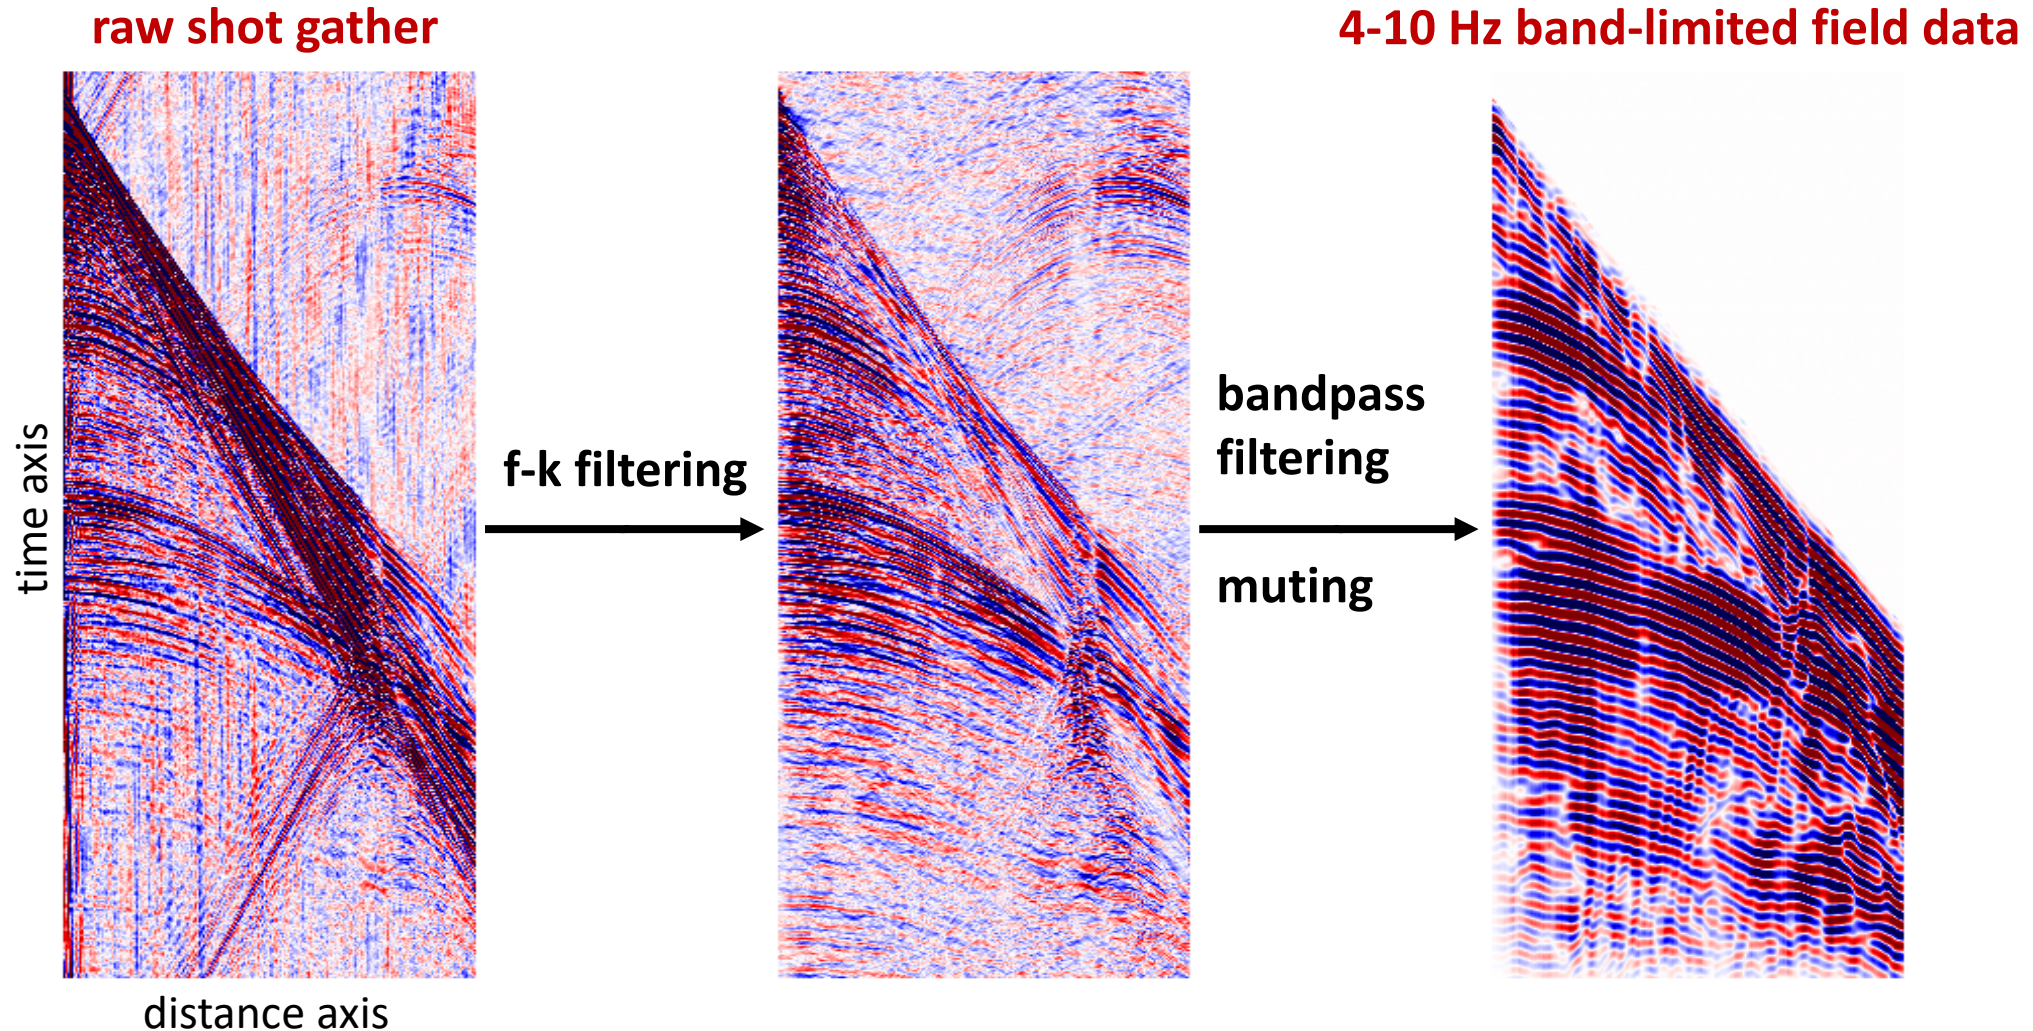 raw shot gather
4-10 Hz band-limited field data
time axis
distance axis
f-k filtering
bandpass
filtering
muting